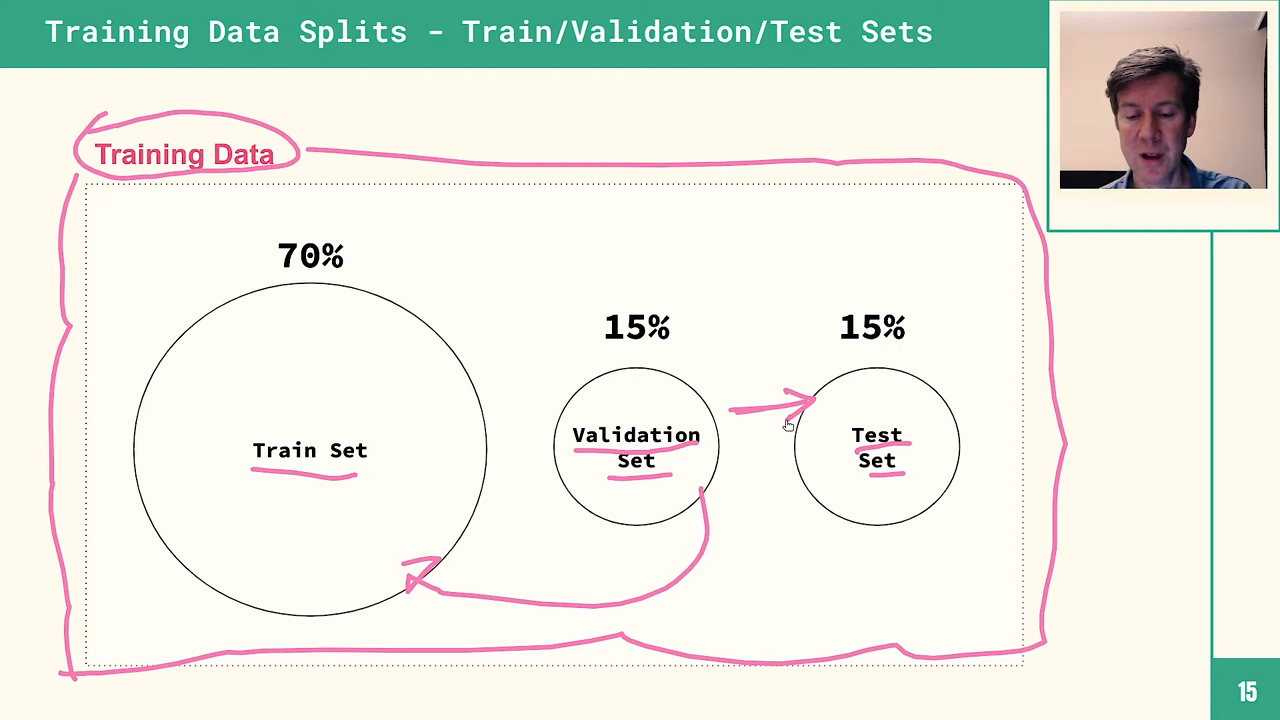 Training Data Splits - Train/Validation/Test Sets
Training Data
70%
15%
15%
Train Set
Validation
Set
Test
Set
15